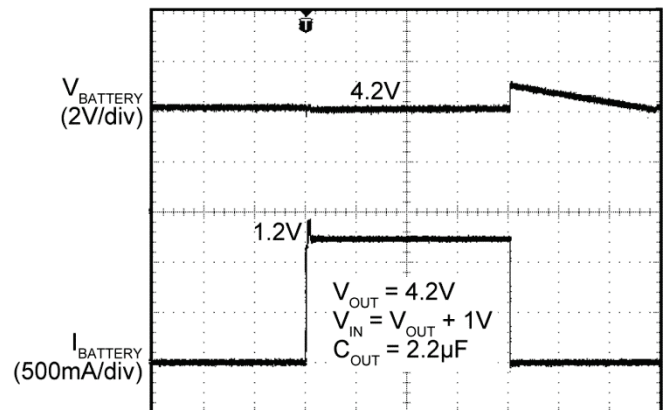 T
V_BATTERY
(2V/div)
4.2V
1.2V
V_OUT = 4.2V
V_IN = V_OUT + 1V
C_OUT = 2.2µF
I_BATTERY
(500mA/div)